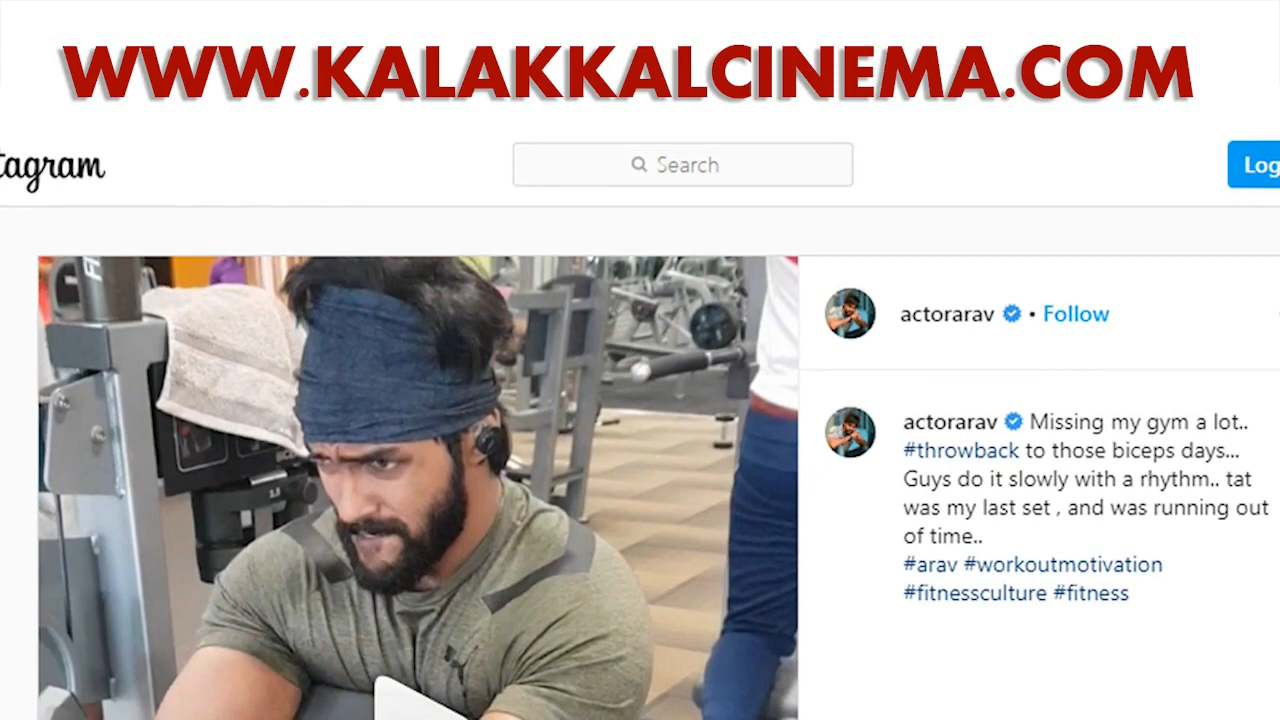 WWW.KALAKKALCINEMA.COM
tagram
Search
Log
actorarav • Follow
actorarav Missing my gym a lot..
#throwback to those biceps days...
Guys do it slowly with a rhythm.. tat
was my last set , and was running out
of time..
#arav #workoutmotivation
#fitnessculture #fitness